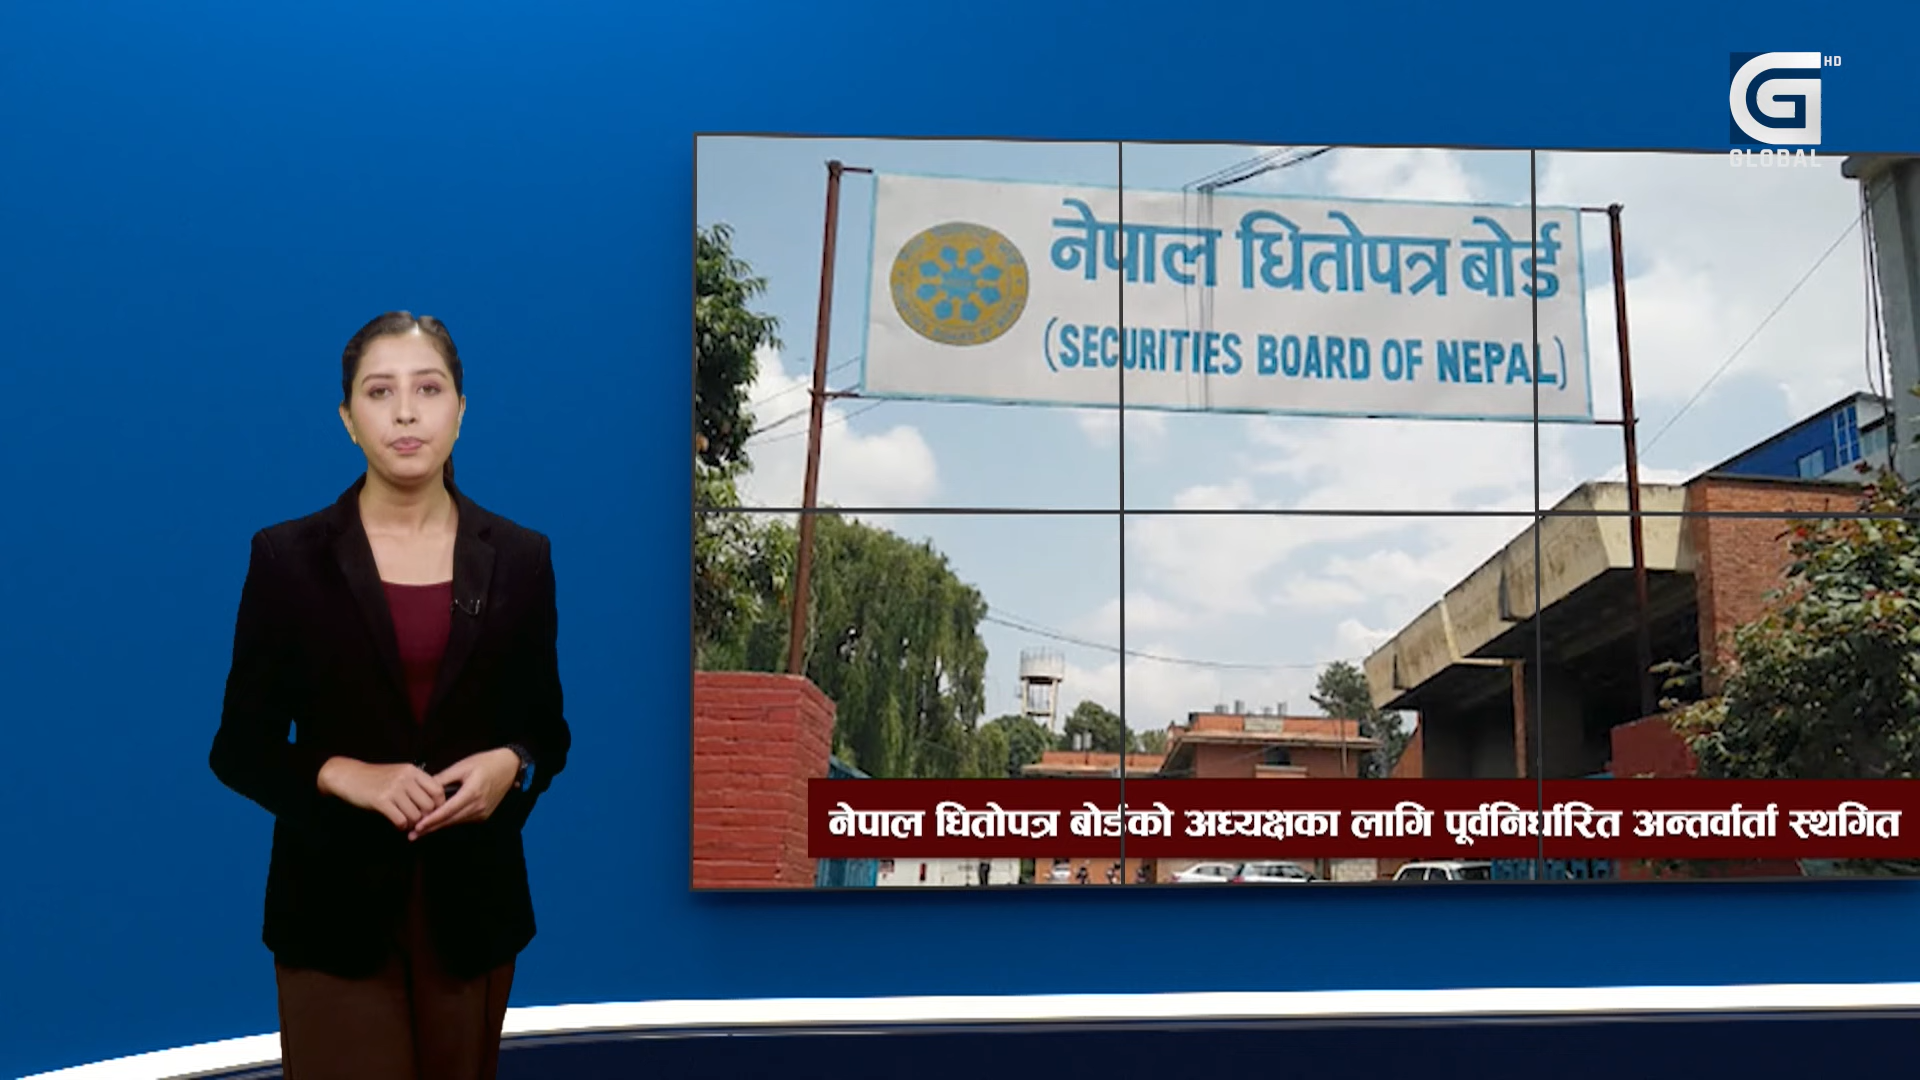 HD
GLOBAL
नेपाल धितोपत्र बोर्ड
(SECURITIES BOARD OF NEPAL)
नेपाल धितोपत्र बोर्डको अध्यक्षका लागि पूर्वनिर्धारित अन्तर्वार्ता स्थगित